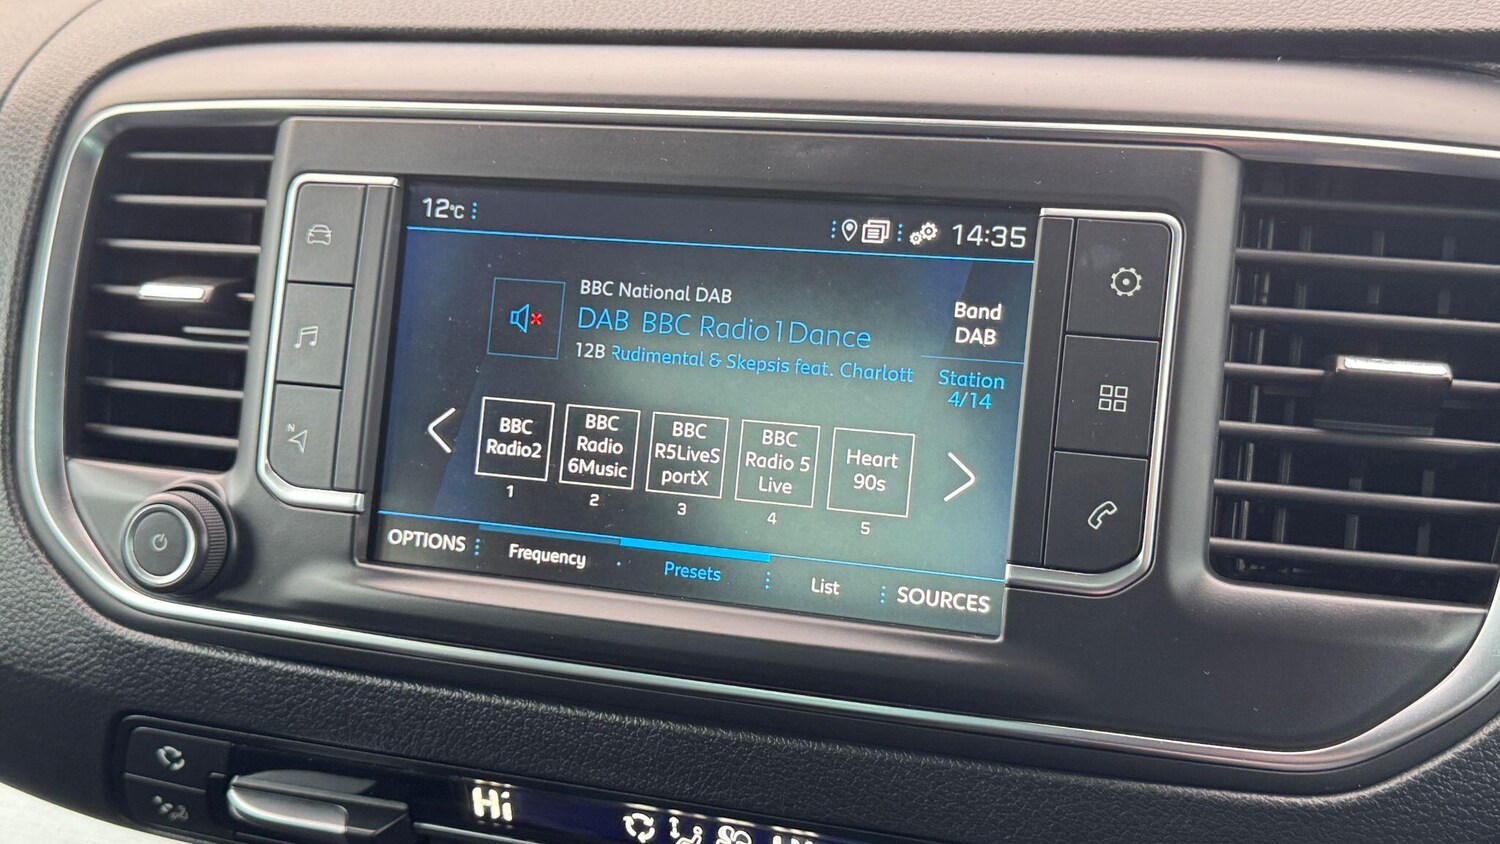 12°C
14:35
BBC National DAB
DAB BBC Radio1Dance
12B Rudimental & Skepsis feat. Charlott
Band
DAB
Station
4/14
BBC
Radio2
1
BBC
Radio
6Music
2
BBC
R5LiveS
portX
3
BBC
Radio 5
Live
4
Heart
90s
5
OPTIONS
Frequency
Presets
List
SOURCES
N
Hi